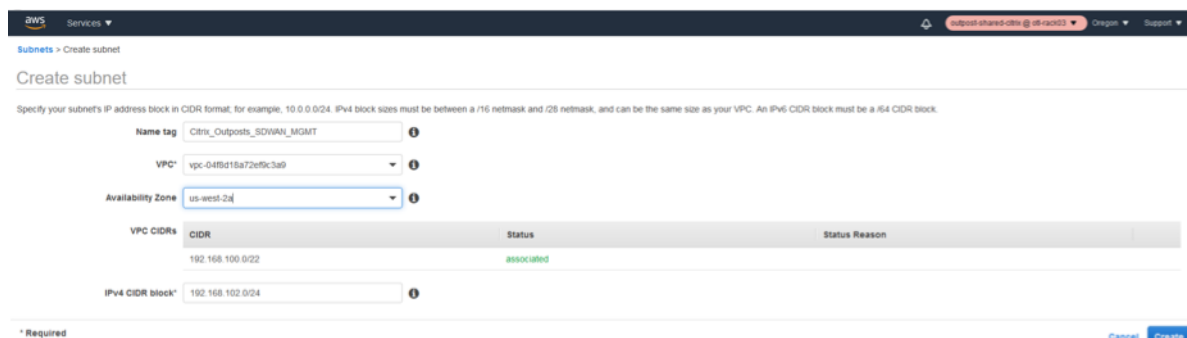 aws Services Oregon Support
outpost-shared-citrix @ otl-rack03
Subnets > Create subnet
Create subnet
Specify your subnet's IP address block in CIDR format; for example, 10.0.0.0/24. IPv4 block sizes must be between a /16 netmask and /28 netmask, and can be the same size as your VPC. An IPv6 CIDR block must be a /64 CIDR block.
Name tag Citrix_Outposts_SDWAN_MGMT
VPC* vpc-04f8d18a72ef9c3a9
Availability Zone us-west-2a
VPC CIDRs CIDR Status Status Reason
192.168.100.0/22 associated
IPv4 CIDR block* 192.168.102.0/24
* Required Cancel Create